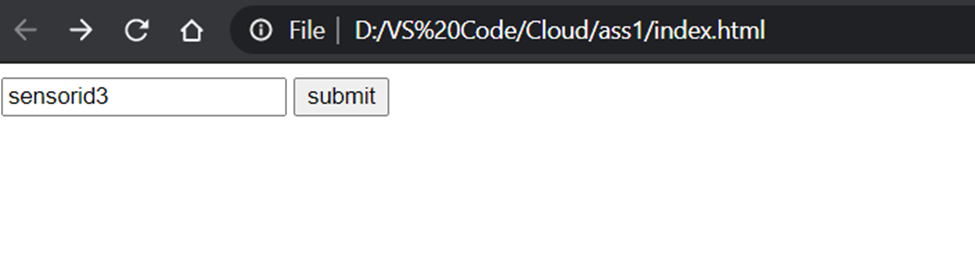 File | D:/VS%20Code/Cloud/ass1/index.html
sensorid3 submit